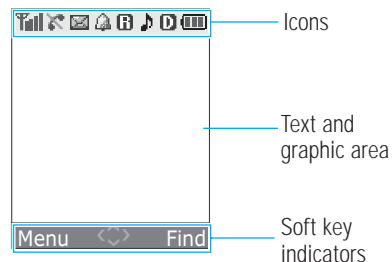 Icons
Text and
graphic area
Menu
Find
Soft key
indicators